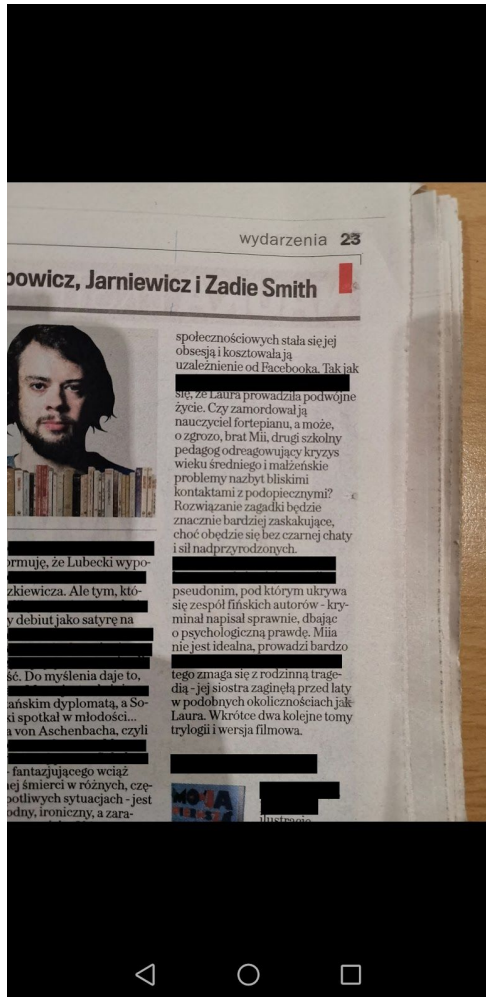 wydarzenia 23
powicz, Jarniewicz i Zadie Smith
ormuję, że Lubecki wypo-
zkiewicza. Ale tym, któ-
y debiut jako satyrę na
ść. Do myślenia daje to,
ańskim dyplomatą, a So-
ki spotkał w młodości...
a von Aschenbacha, czyli
- fantazjującego wciąż
nej śmierci w różnych, czę-
otliwych sytuacjach - jest
odny, ironiczny, a zara-
społecznościowych stała się jej
obsesją i kosztowała ją
uzależnienie od Facebooka. Tak jak
się, że Laura prowadziła podwójne
życie. Czy zamordował ją
nauczyciel fortepianu, a może,
o zgrozo, brat Mii, drugi szkolny
pedagog odreagowujący kryzys
wieku średniego i małżeńskie
problemy nazbyt bliskimi
kontaktami z podopiecznymi?
Rozwiązanie zagadki będzie
znacznie bardziej zaskakujące,
choć obędzie się bez czarnej chaty
i sił nadprzyrodzonych.
pseudonim, pod którym ukrywa
się zespół fińskich autorów - kry-
minał napisał sprawnie, dbając
o psychologiczną prawdę. Miia
nie jest idealna, prowadzi bardzo
tego zmaga się z rodzinną trage-
dią - jej siostra zaginęła przed laty
w podobnych okolicznościach jak
Laura. Wkrótce dwa kolejne tomy
trylogii i wersja filmowa.